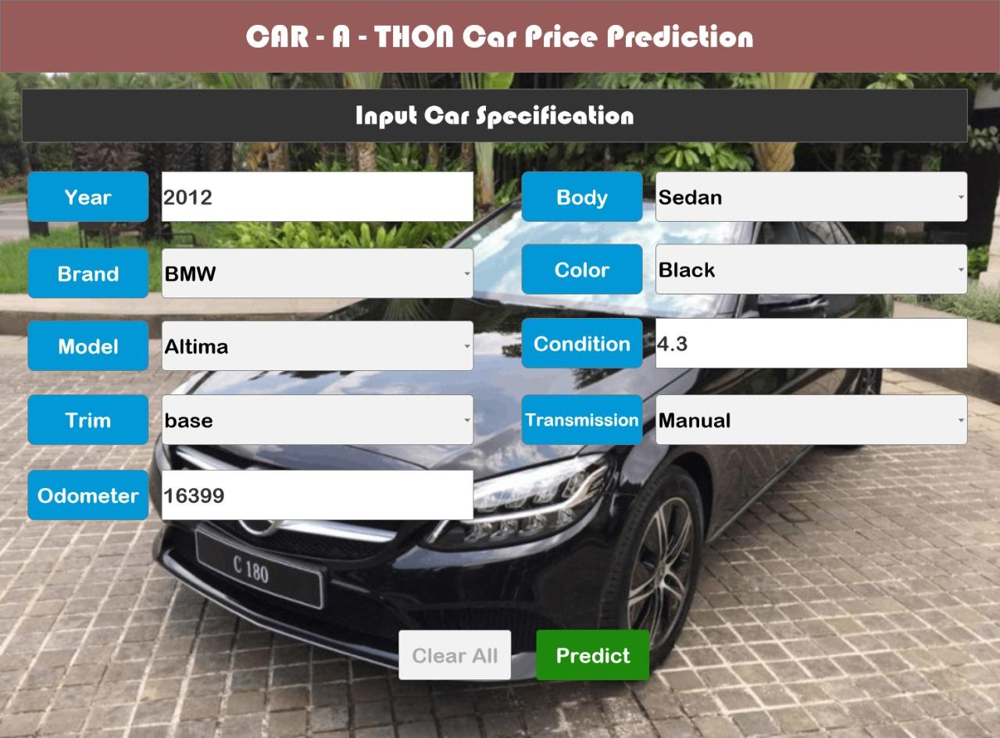 CAR - A - THON Car Price Prediction
Input Car Specification
Year 2012
Body Sedan
Brand BMW
Color Black
Model Altima
Condition 4.3
Trim base
Transmission Manual
Odometer 16399
C 180
Clear All Predict